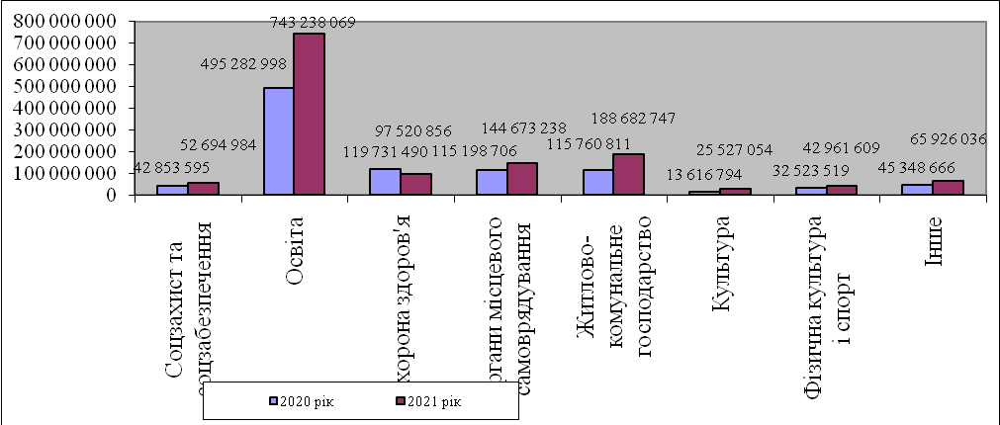 800 000 000
700 000 000
600 000 000
500 000 000
400 000 000
300 000 000
200 000 000
100 000 000
0
42 853 595
52 694 984
495 282 998
743 238 069
119 731 490
97 520 856
115 198 706
144 673 238
115 760 811
188 682 747
13 616 794
25 527 054
32 523 519
42 961 609
45 348 666
65 926 036
Соцзахист та
соцзабезпечення
Освіта
хорона здоров'я
ргани місцевого
самоврядування
Житлово-
комунальне
господарство
Культура
Фізична культура
і спорт
Інше
2020 рік
2021 рік